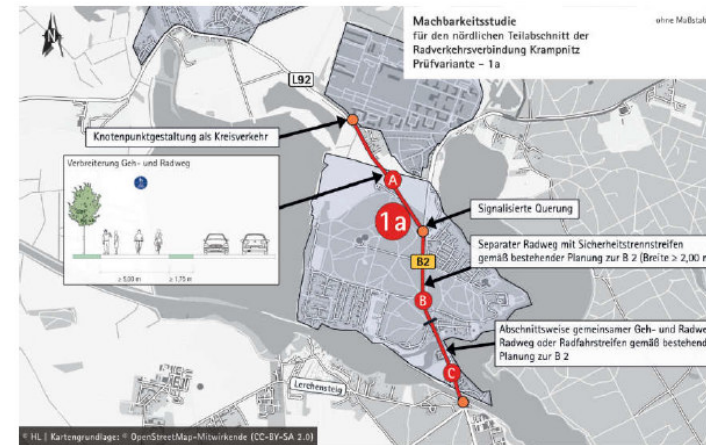 Machbarkeitsstudie
für den nördlichen Teilabschnitt der
Radverkehrsverbindung Krampnitz
Prüfvariante – 1a
ohne Maßstab
N
L92
Knotenpunktgestaltung als Kreisverkehr
Verbreiterung Geh- und Radweg
≥ 5,00 m
≥ 1,75 m
A
1a
Signalisierte Querung
B2
Separater Radweg mit Sicherheitstrennstreifen
gemäß bestehender Planung zur B 2 (Breite ≥ 2,00 m
B
Abschnittsweise gemeinsamer Geh- und Radwe
Radweg oder Radfahrstreifen gemäß bestehend
Planung zur B 2
C
Lerchensteig
© HL | Kartengrundlage: © OpenStreetMap-Mitwirkende (CC-BY-SA 2.0)